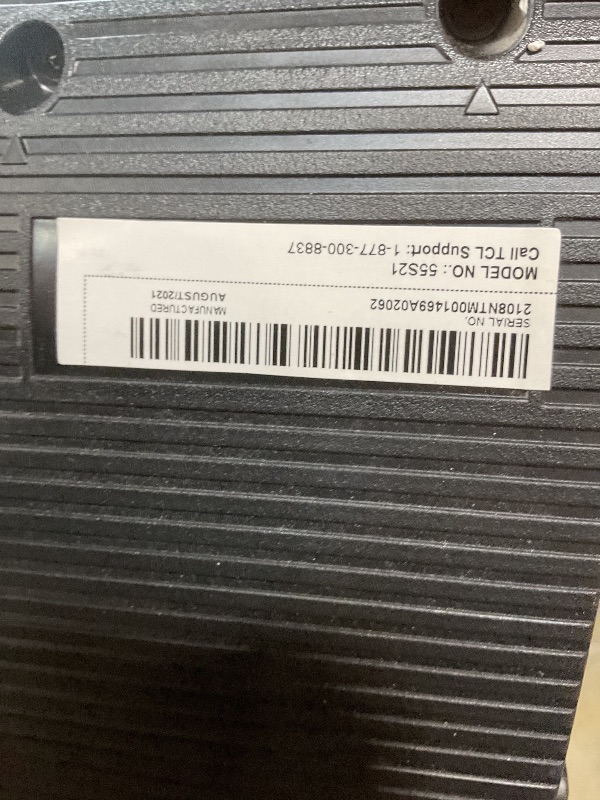 SERIAL NO.
2108NTM001469A02062
MANUFACTURED
AUGUST/2021
MODEL NO.: 55S21
Call TCL Support: 1-877-300-8837